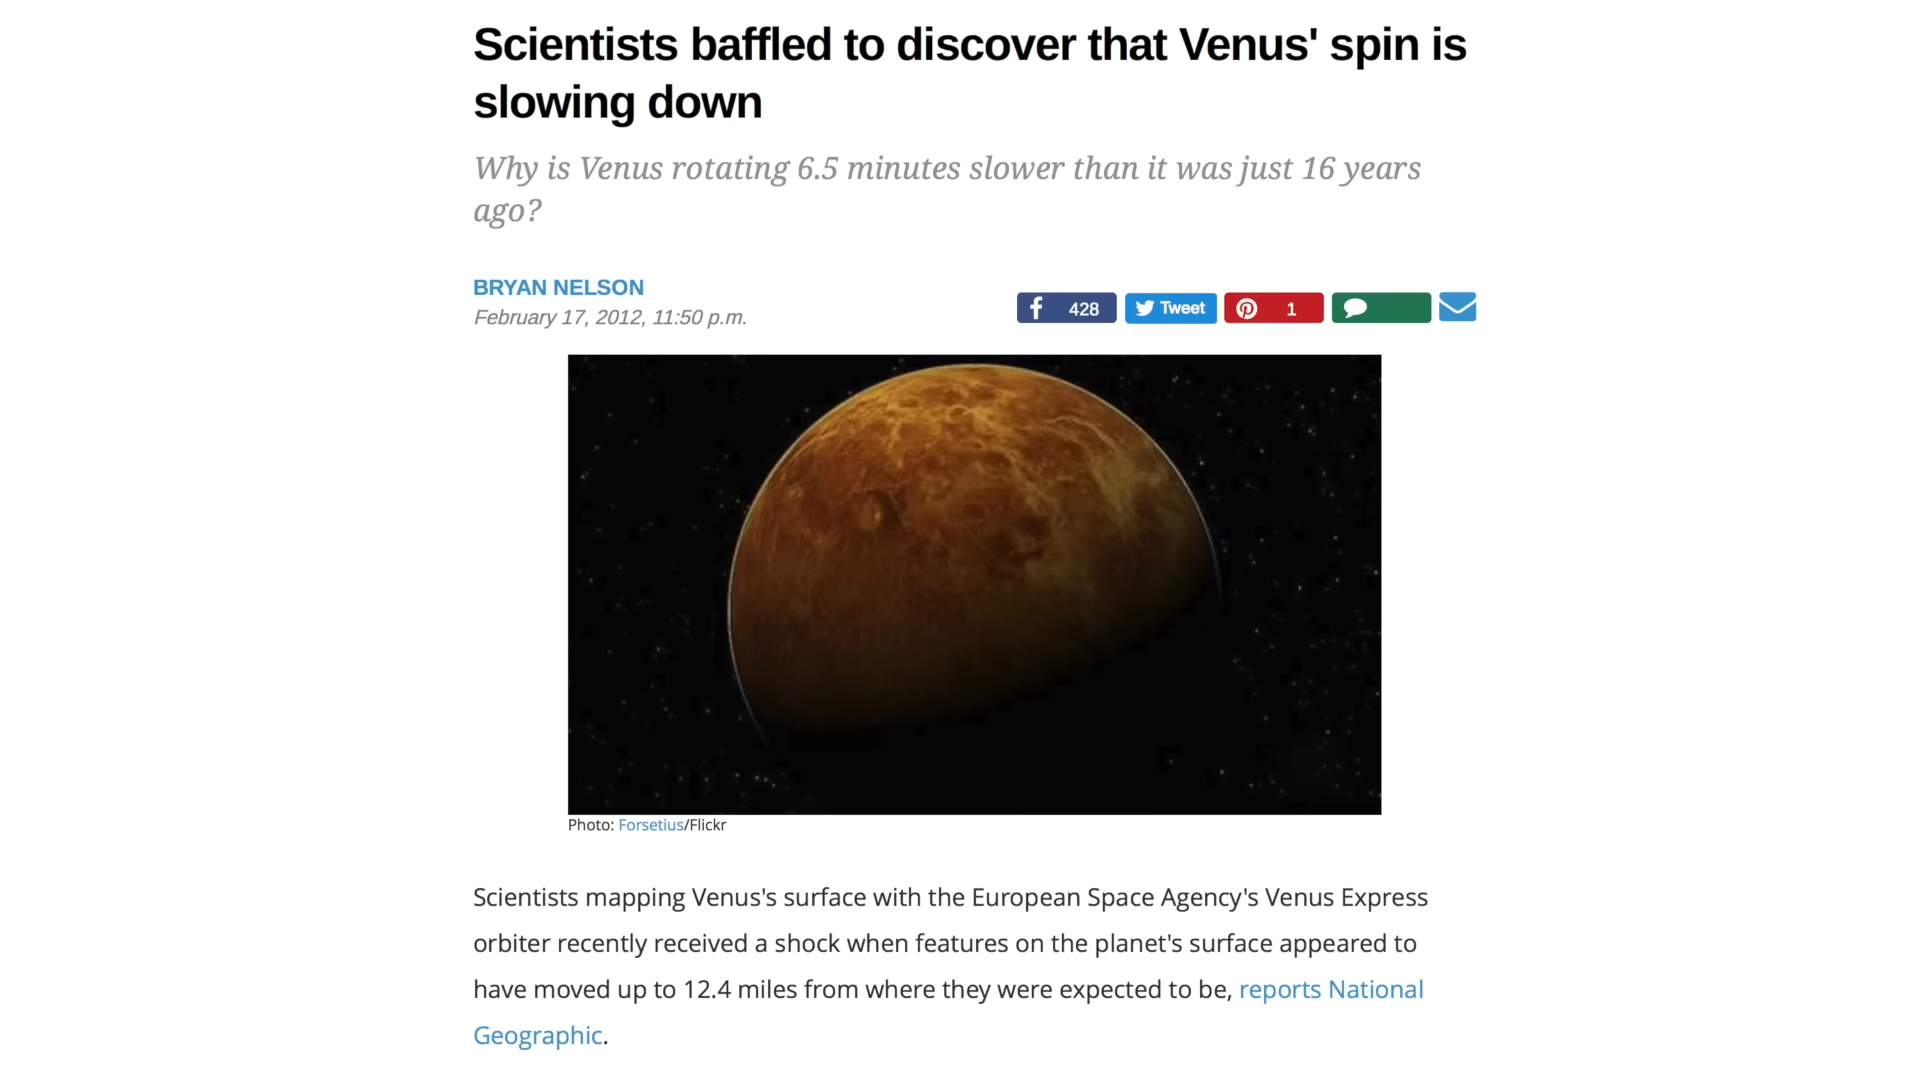 Scientists baffled to discover that Venus' spin is
slowing down
Why is Venus rotating 6.5 minutes slower than it was just 16 years
ago?
BRYAN NELSON
February 17, 2012, 11:50 p.m.
428
Tweet
1
Photo: Forsetius/Flickr
Scientists mapping Venus's surface with the European Space Agency's Venus Express
orbiter recently received a shock when features on the planet's surface appeared to
have moved up to 12.4 miles from where they were expected to be, reports National
Geographic.